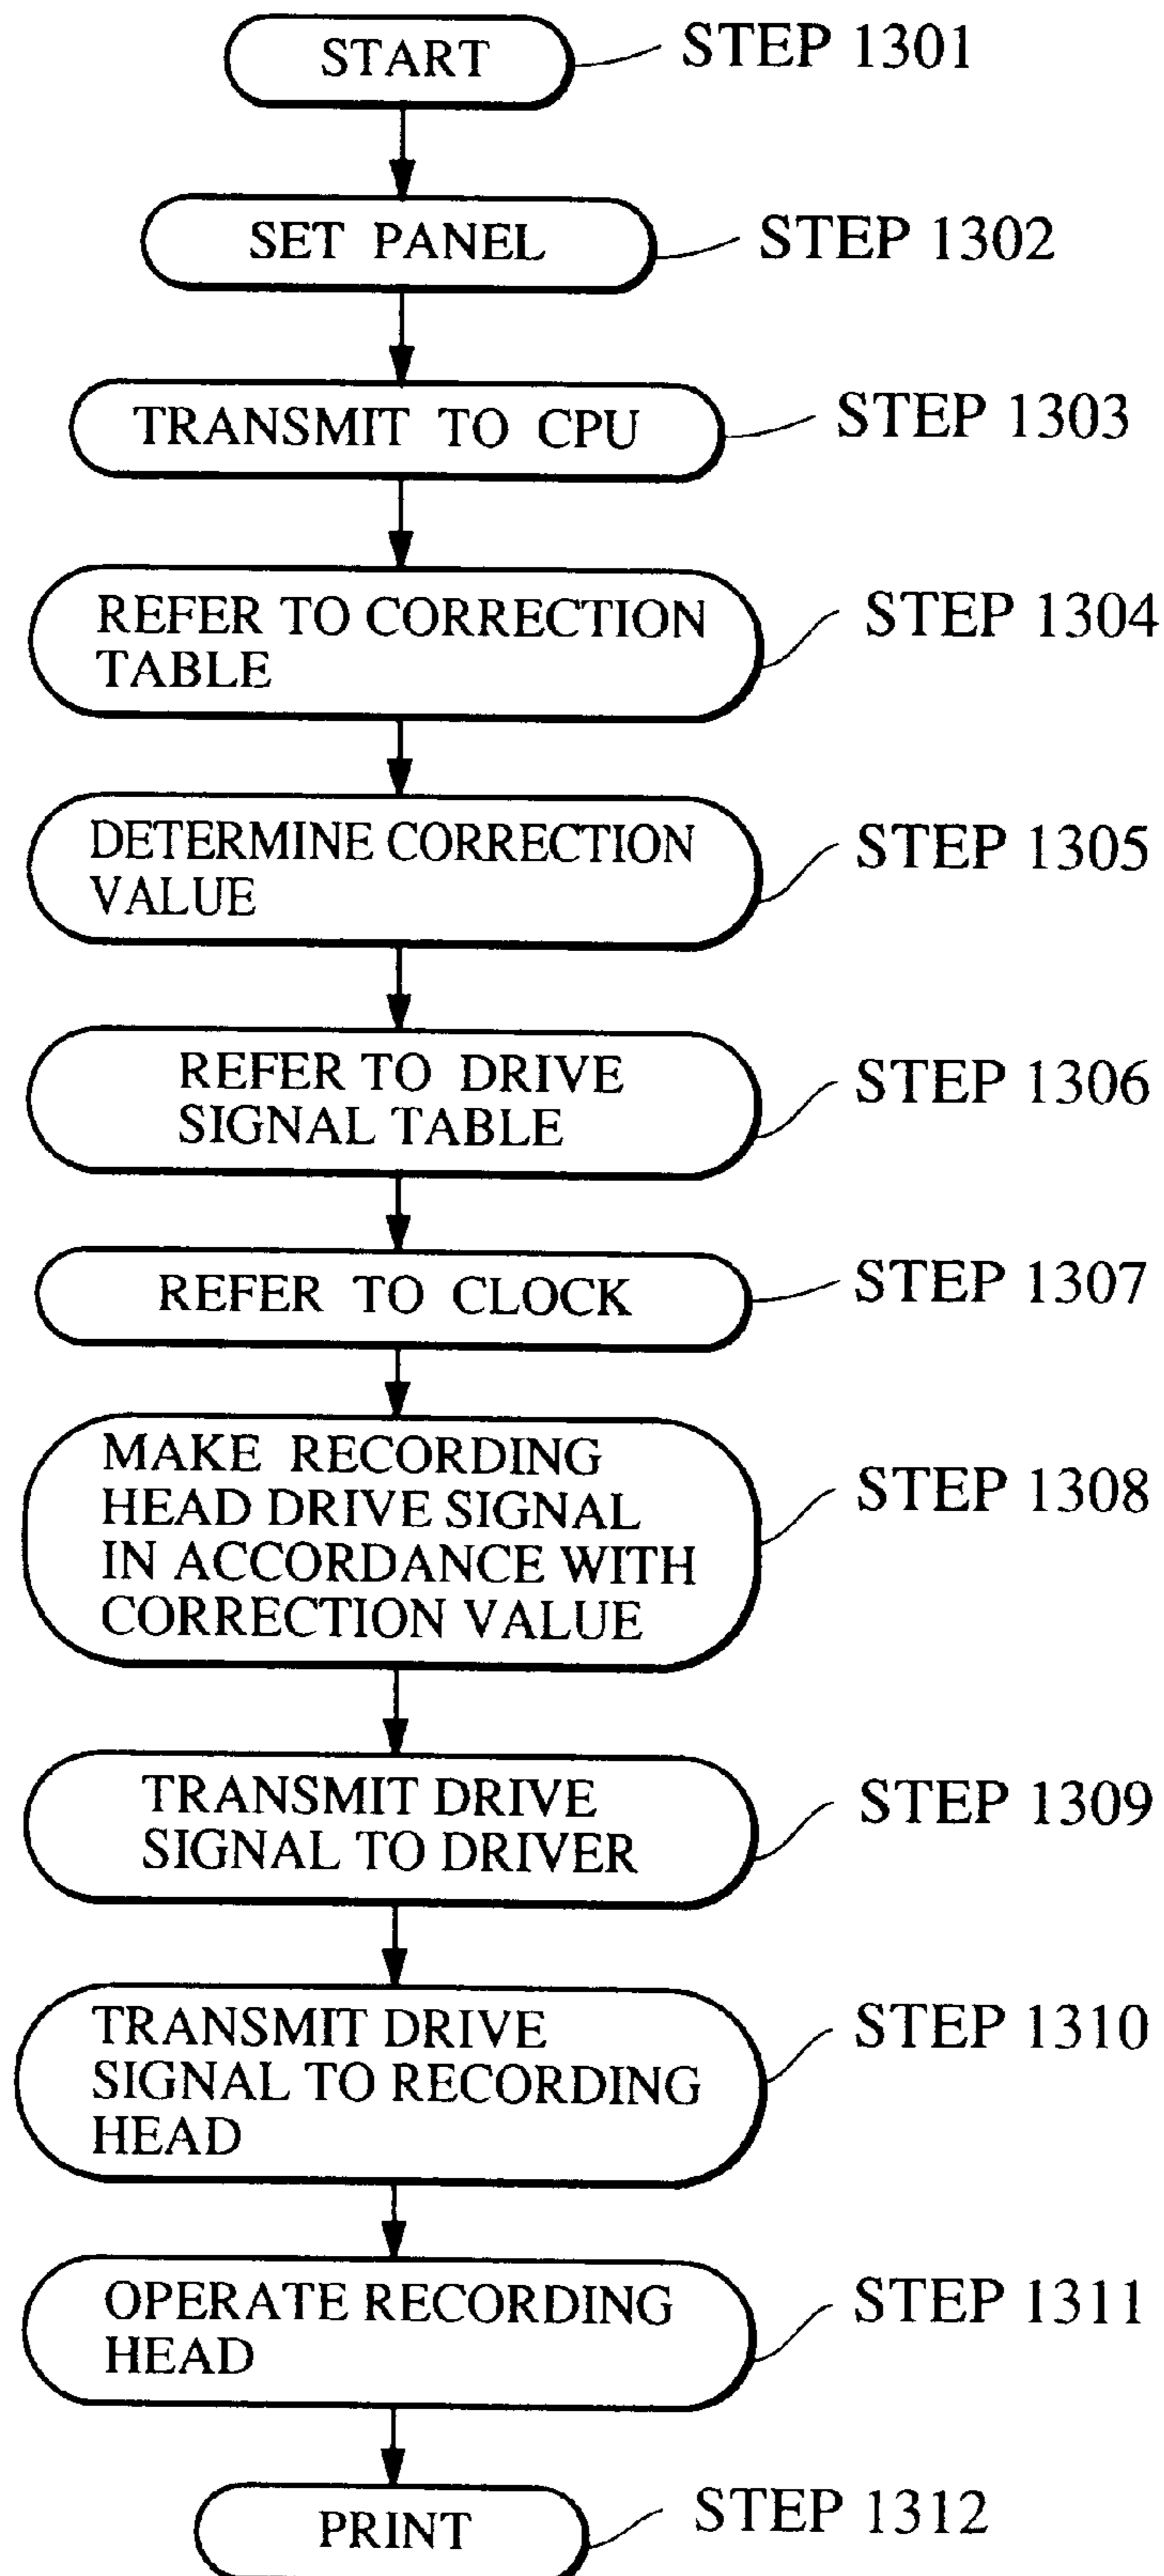 START
STEP 1301
SET PANEL
STEP 1302
TRANSMIT TO CPU
STEP 1303
REFER TO CORRECTION
TABLE
STEP 1304
DETERMINE CORRECTION
VALUE
STEP 1305
REFER TO DRIVE
SIGNAL TABLE
STEP 1306
REFER TO CLOCK
STEP 1307
MAKE RECORDING
HEAD DRIVE SIGNAL
IN ACCORDANCE WITH
CORRECTION VALUE
STEP 1308
TRANSMIT DRIVE
SIGNAL TO DRIVER
STEP 1309
TRANSMIT DRIVE
SIGNAL TO RECORDING
HEAD
STEP 1310
OPERATE RECORDING
HEAD
STEP 1311
PRINT
STEP 1312